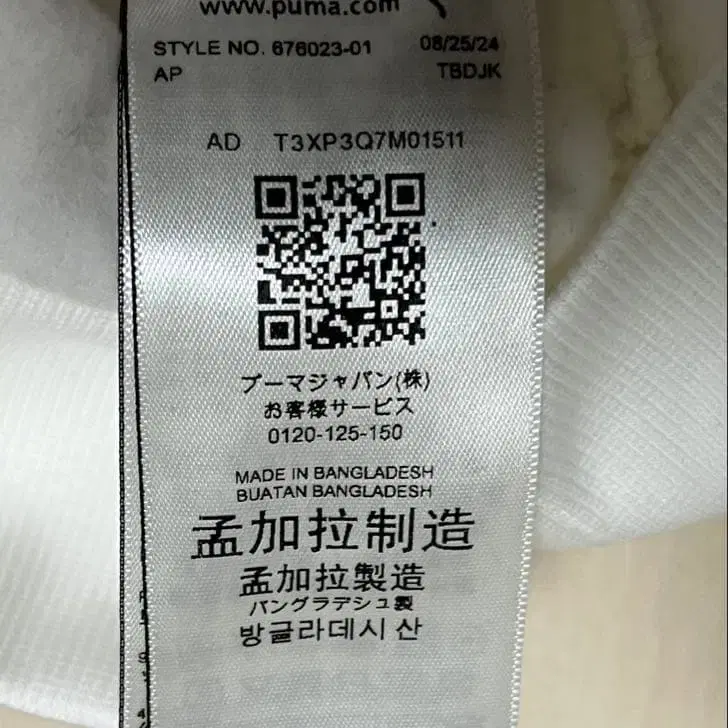 www.puma.com
STYLE NO. 676023-01 08/25/24
AP TBDJK
AD T3XP3Q7M01511
プーマジャパン(株)
お客様サービス
0120-125-150
MADE IN BANGLADESH
BUATAN BANGLADESH
孟加拉制造
孟加拉製造
バングラデシュ製
방글라데시 산